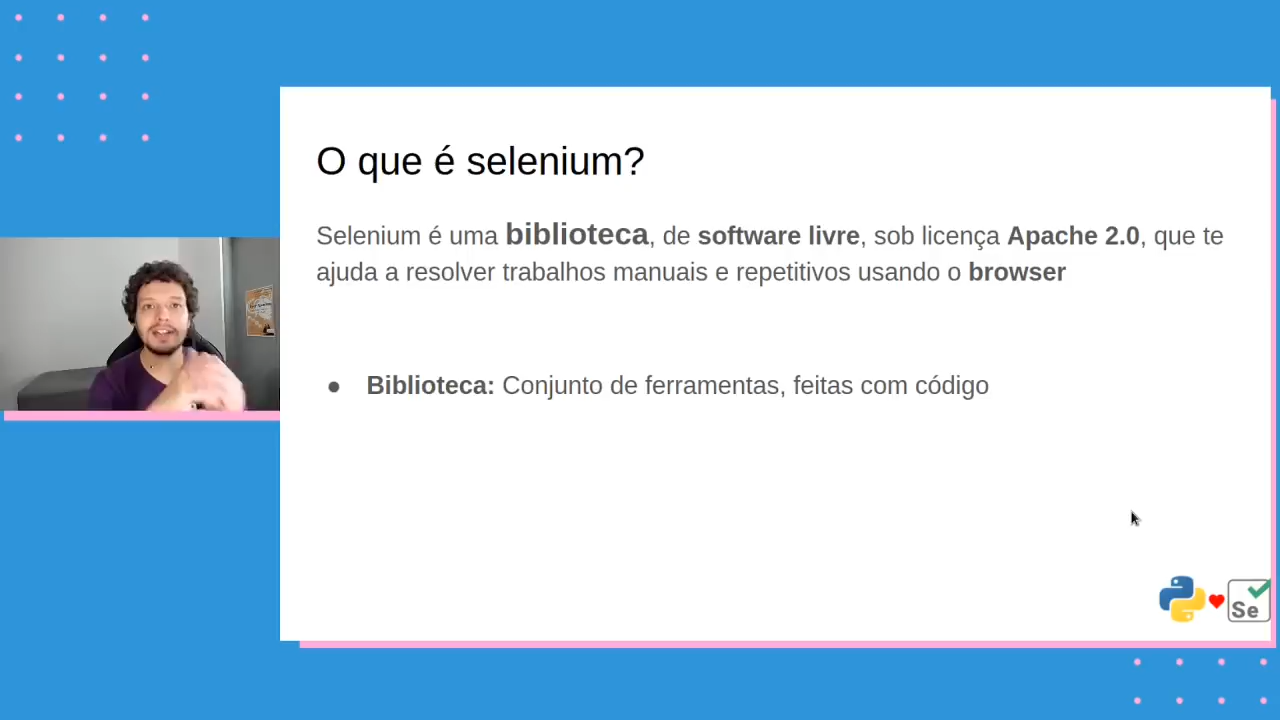 O que é selenium?
Selenium é uma biblioteca, de software livre, sob licença Apache 2.0, que te
ajuda a resolver trabalhos manuais e repetitivos usando o browser
● Biblioteca: Conjunto de ferramentas, feitas com código
Se